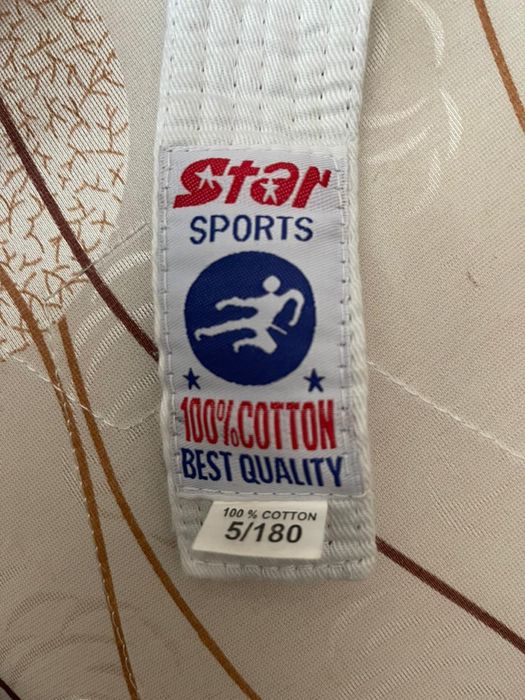 Star
SPORTS
100%COTTON
BEST QUALITY
100 % COTTON
5/180